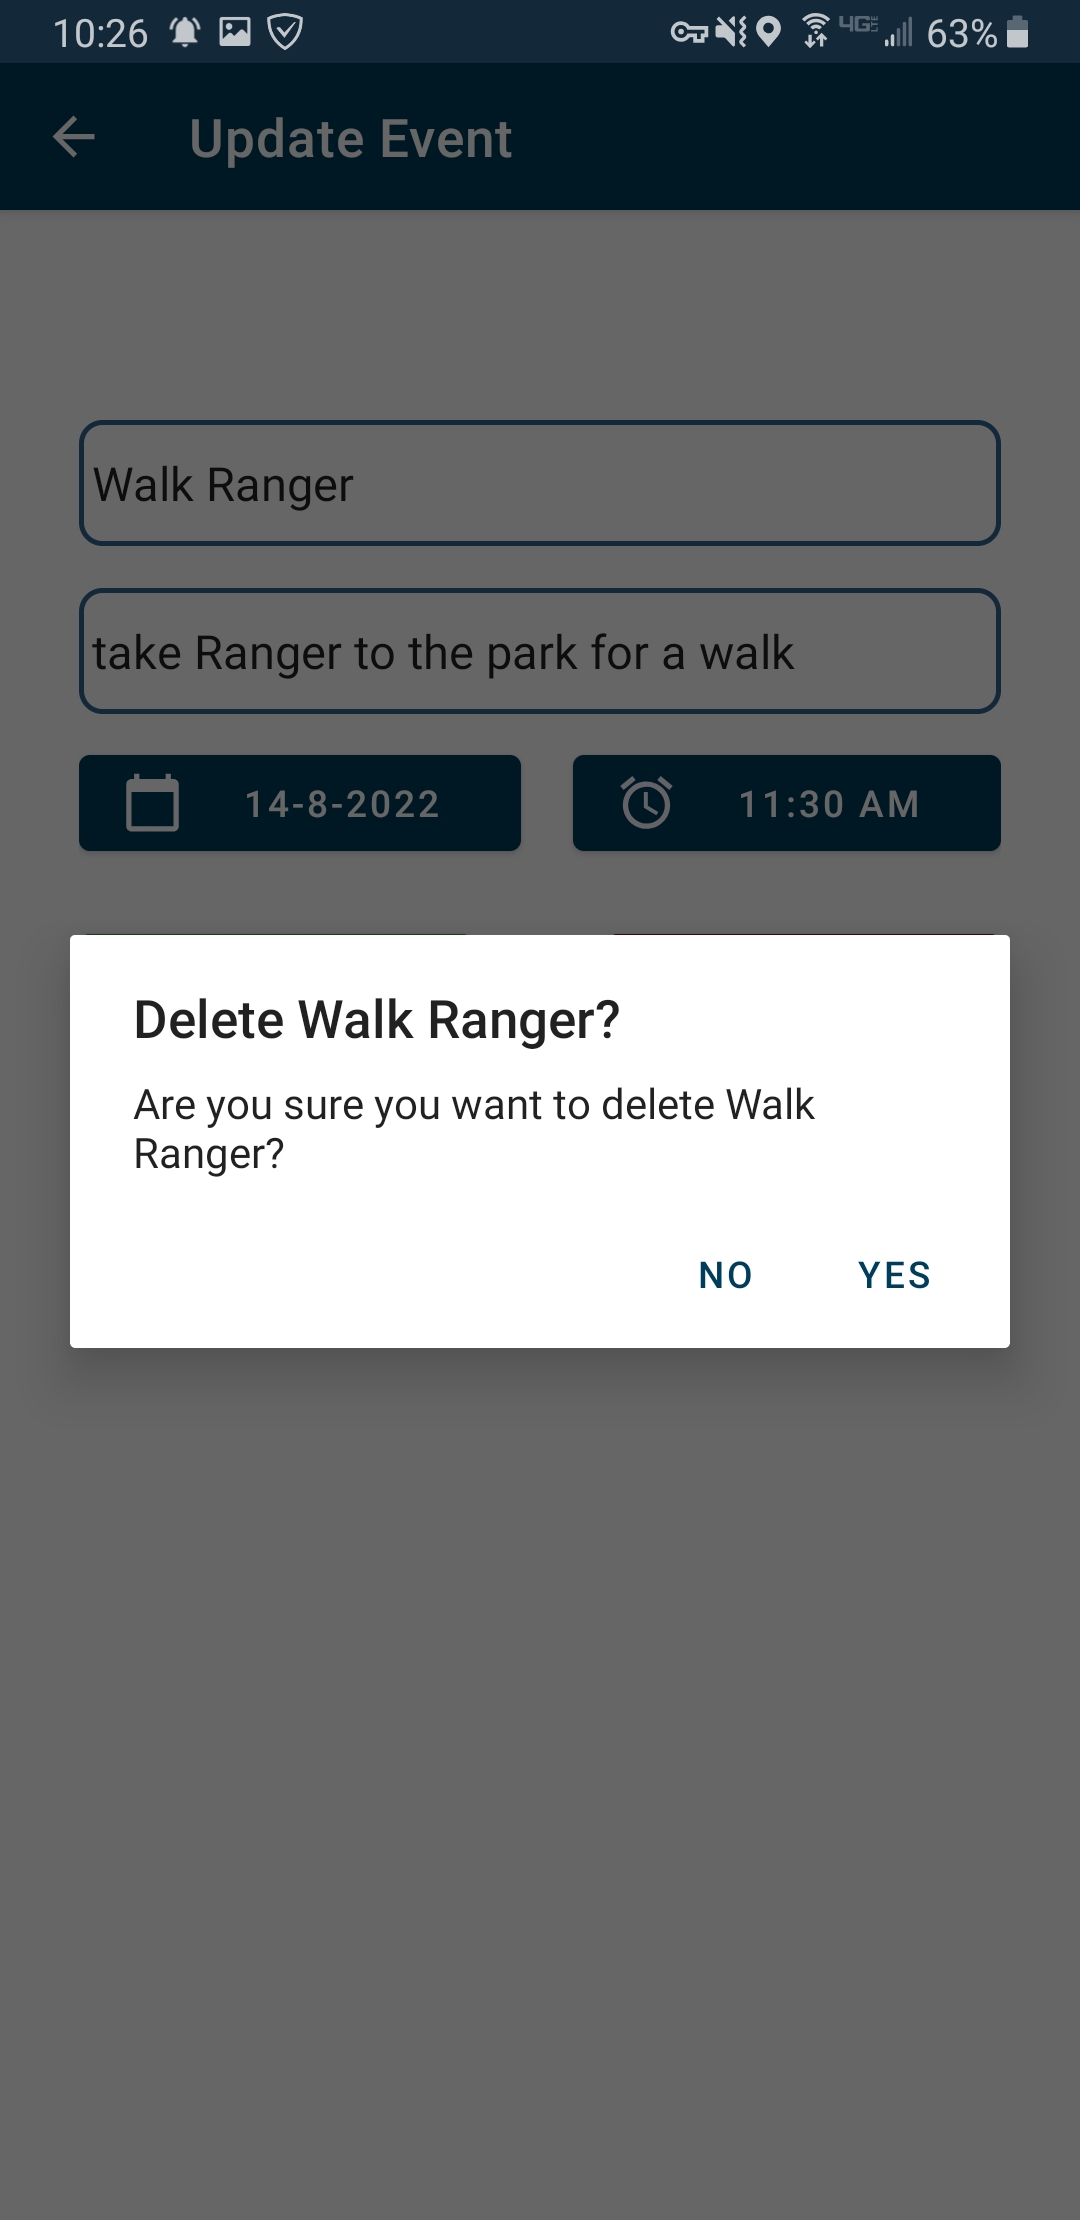 10:26
4G LTE 63%
Update Event
Walk Ranger
take Ranger to the park for a walk
14-8-2022 11:30 AM
Delete Walk Ranger?
Are you sure you want to delete Walk
Ranger?
NO YES